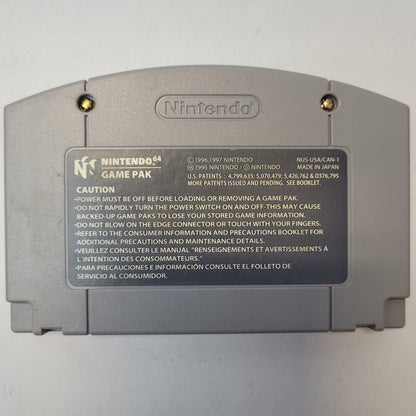 Nintendo
NINTENDO64
GAME PAK
©1996,1997 NINTENDO
Ⓜ1995 NINTENDO / Ⓓ NINTENDO
NUS-USA/CAN-1
MADE IN JAPAN
U.S. PATENTS : 4,799,635; 5,070,479; 5,426,762 & D376,795
MORE PATENTS ISSUED AND PENDING. SEE BOOKLET.
CAUTION
•POWER MUST BE OFF BEFORE LOADING OR REMOVING A GAME PAK.
•DO NOT RAPIDLY TURN THE POWER SWITCH ON AND OFF-THIS MAY CAUSE
BACKED-UP GAME PAKS TO LOSE YOUR STORED GAME INFORMATION.
•DO NOT BLOW ON THE EDGE CONNECTOR OR TOUCH WITH YOUR FINGERS.
•REFER TO THE CONSUMER INFORMATION AND PRECAUTIONS BOOKLET FOR
ADDITIONAL PRECAUTIONS AND MAINTENANCE DETAILS.
•VEUILLEZ CONSULTER LE MANUEL "RENSEIGNEMENTS ET AVERTISSEMENTS À
L'INTENTION DES CONSOMMATEURS."
•PARA PRECAUCIONES E INFORMACIÓN CONSULTE EL FOLLETO DE
SERVICIO AL CONSUMIDOR.